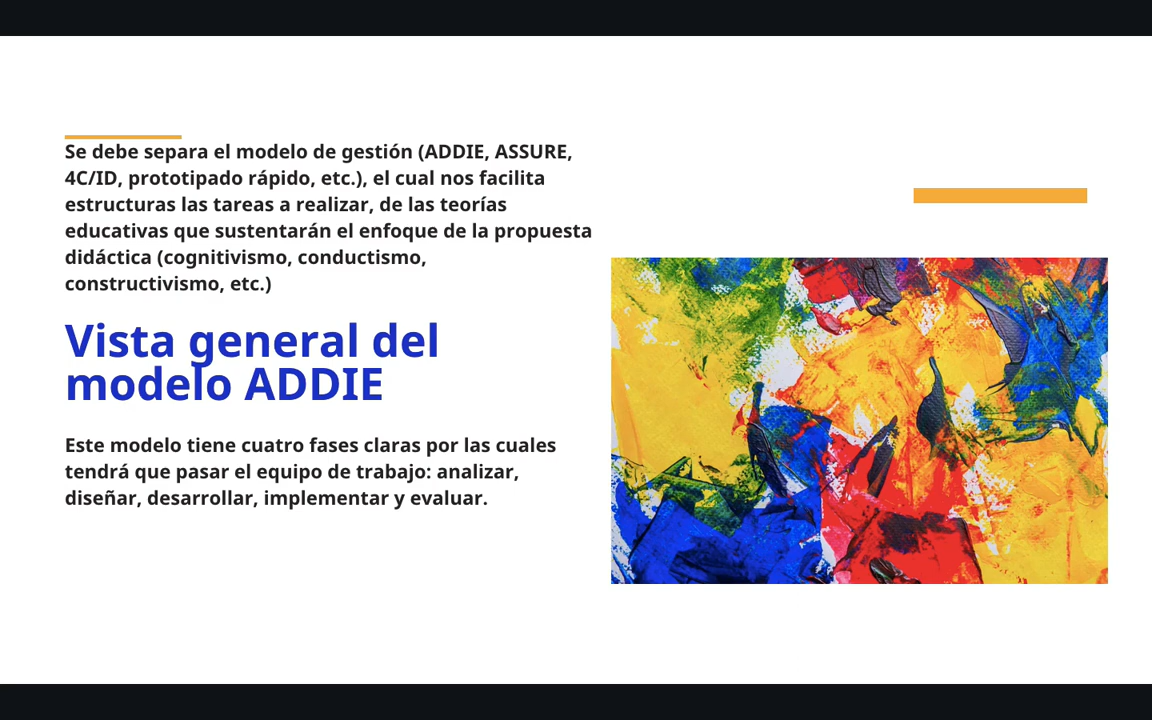 Se debe separa el modelo de gestión (ADDIE, ASSURE,
4C/ID, prototipado rápido, etc.), el cual nos facilita
estructuras las tareas a realizar, de las teorías
educativas que sustentarán el enfoque de la propuesta
didáctica (cognitivismo, conductismo,
constructivismo, etc.)
Vista general del
modelo ADDIE
Este modelo tiene cuatro fases claras por las cuales
tendrá que pasar el equipo de trabajo: analizar,
diseñar, desarrollar, implementar y evaluar.